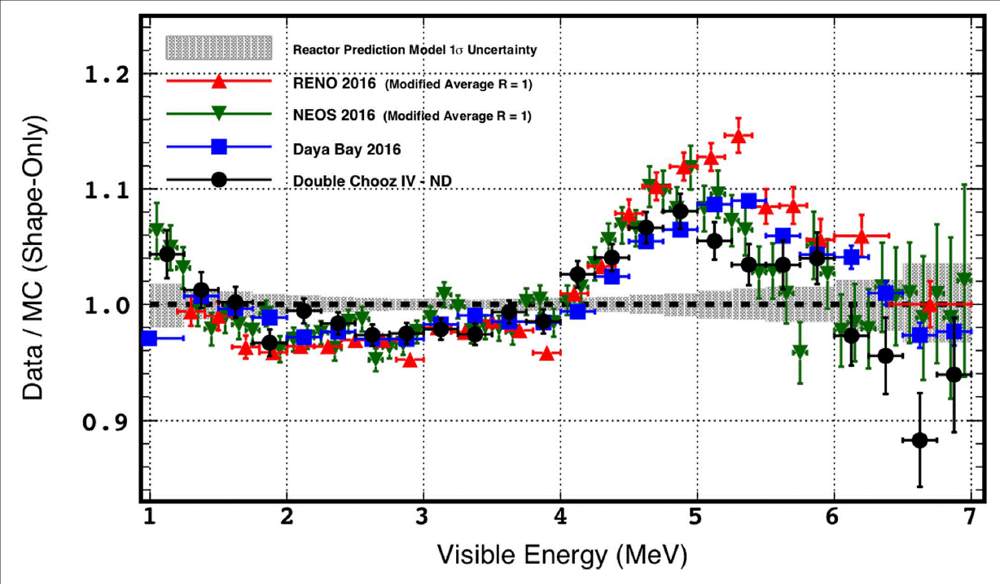 Reactor Prediction Model 1σ Uncertainty
RENO 2016 (Modified Average R = 1)
NEOS 2016 (Modified Average R = 1)
Daya Bay 2016
Double Chooz IV - ND
Data / MC (Shape-Only)
1.2
1.1
1.0
0.9
1 2 3 4 5 6 7
Visible Energy (MeV)